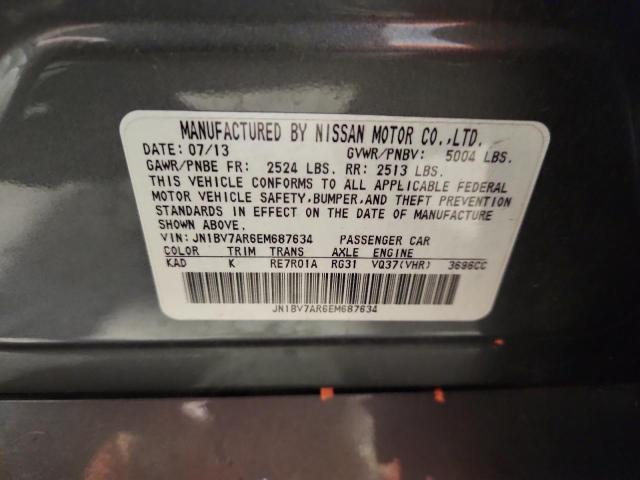 MANUFACTURED BY NISSAN MOTOR CO.,LTD.
DATE: 07/13 GVWR/PNBV: 5004 LBS.
GAWR/PNBE FR: 2524 LBS. RR: 2513 LBS.
THIS VEHICLE CONFORMS TO ALL APPLICABLE FEDERAL
MOTOR VEHICLE SAFETY,BUMPER,AND THEFT PREVENTION
STANDARDS IN EFFECT ON THE DATE OF MANUFACTURE
SHOWN ABOVE.
VIN: JN1BV7AR6EM687634 PASSENGER CAR
COLOR TRIM TRANS AXLE ENGINE
KAD K RE7R01A RG31 VQ37(VHR) 3696CC
JN1BV7AR6EM687634